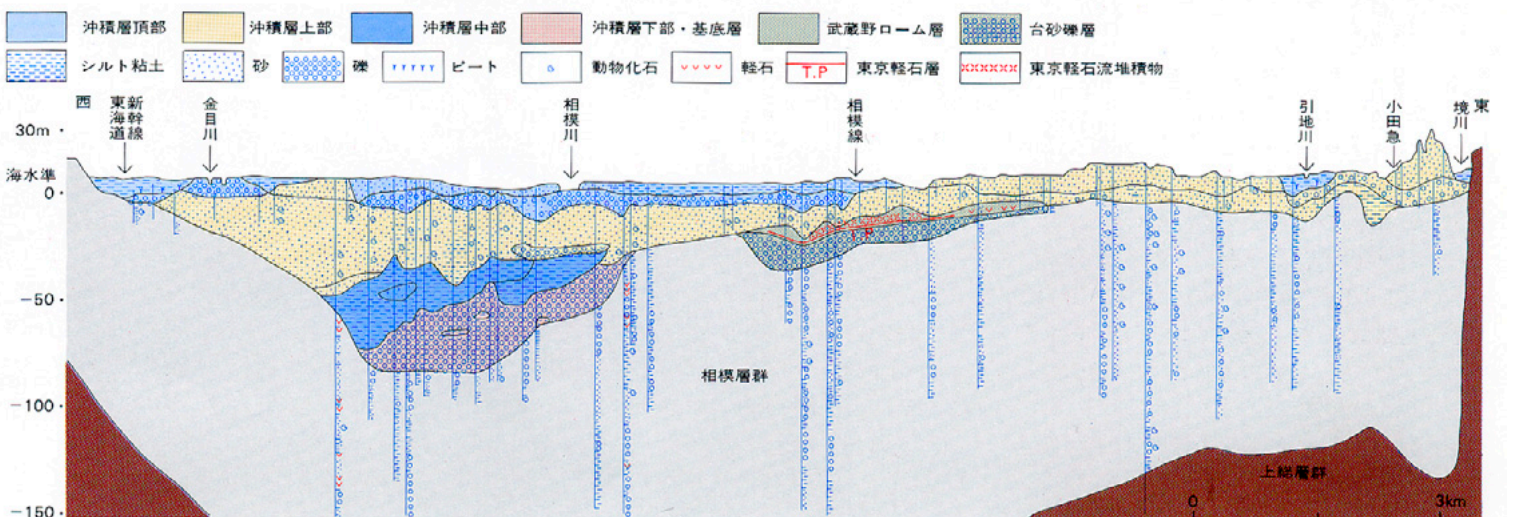 沖積層頂部 沖積層上部 沖積層中部 沖積層下部・基底層 武蔵野ローム層 台砂礫層
シルト粘土 砂 礫 ピート 動物化石 軽石 T.P 東京軽石層 東京軽石流堆積物
西 東海道新幹線 金目川 相模川 相模線 引地川 小田急 境川 東
30m
海水準
0
T.P
-50
相模層群
-100
上総層群
0 3km
-150